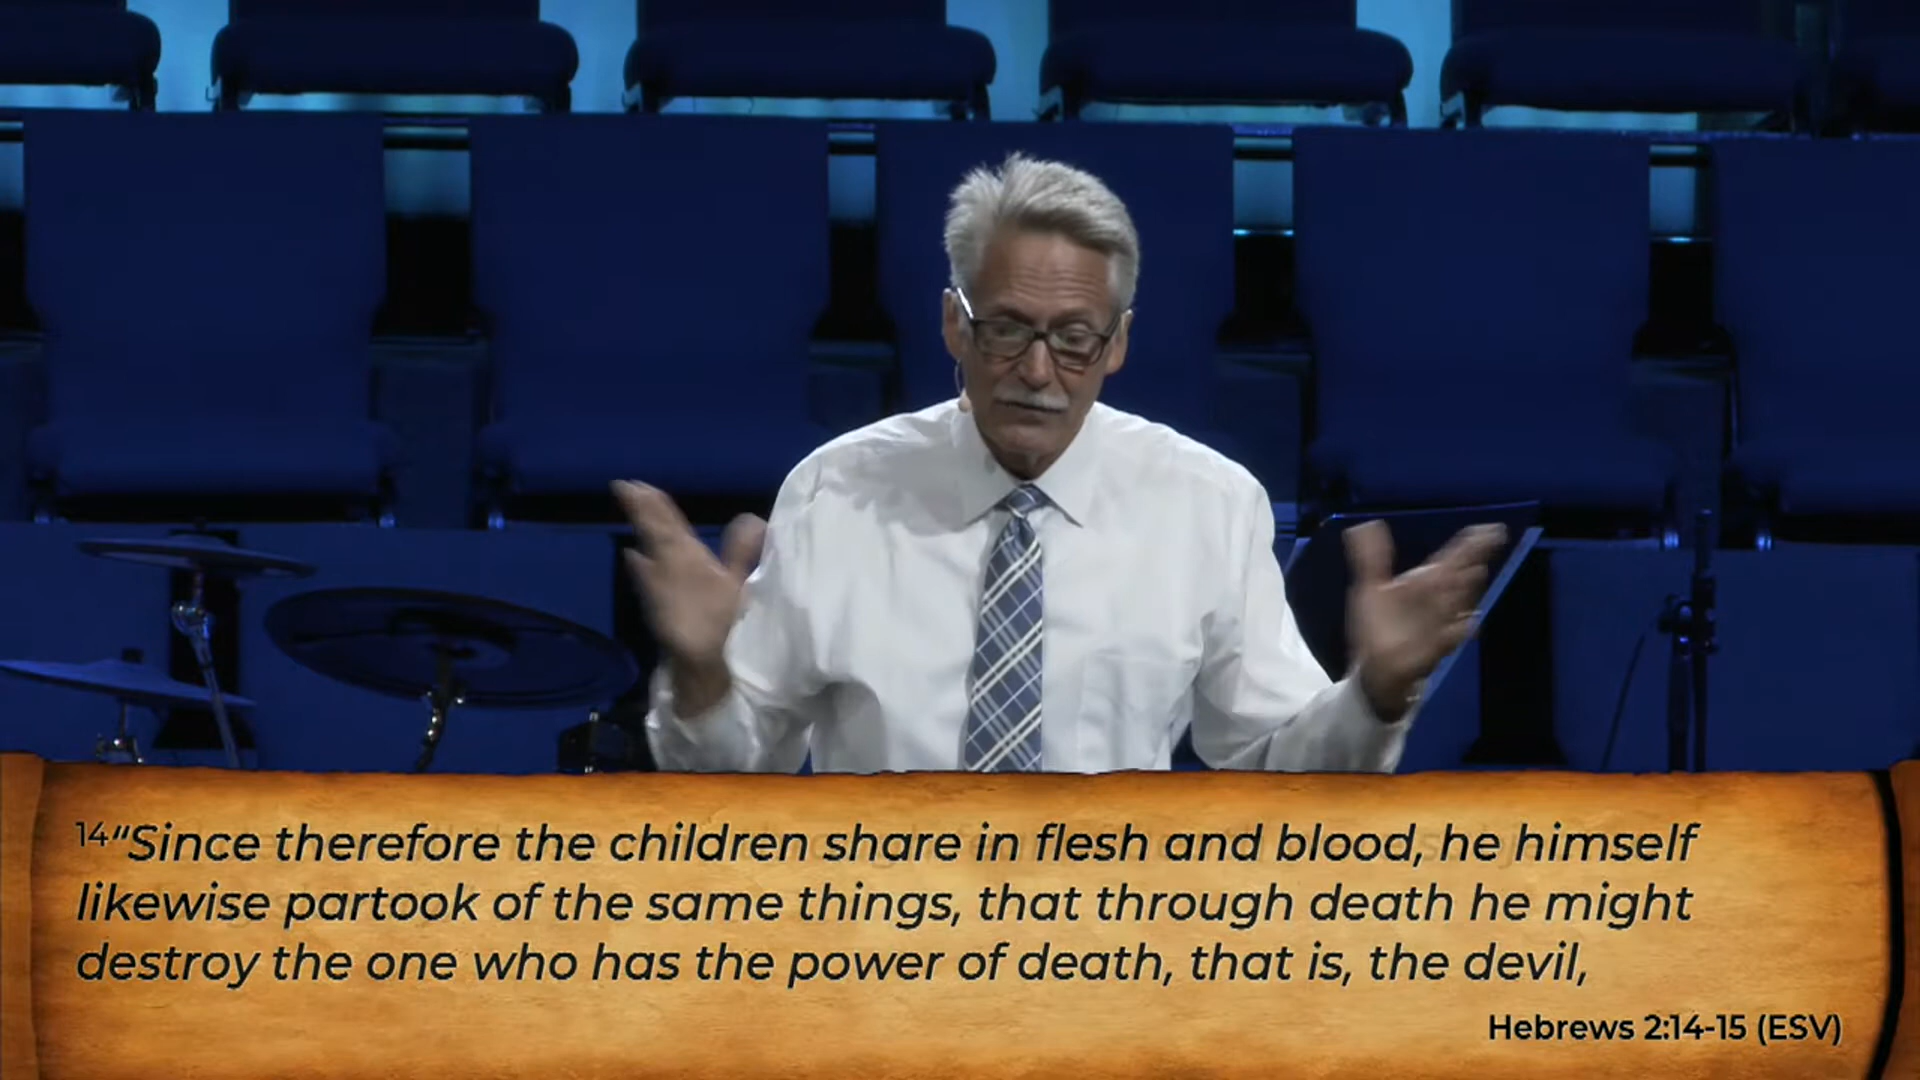 14“Since therefore the children share in flesh and blood, he himself
likewise partook of the same things, that through death he might
destroy the one who has the power of death, that is, the devil,
Hebrews 2:14-15 (ESV)